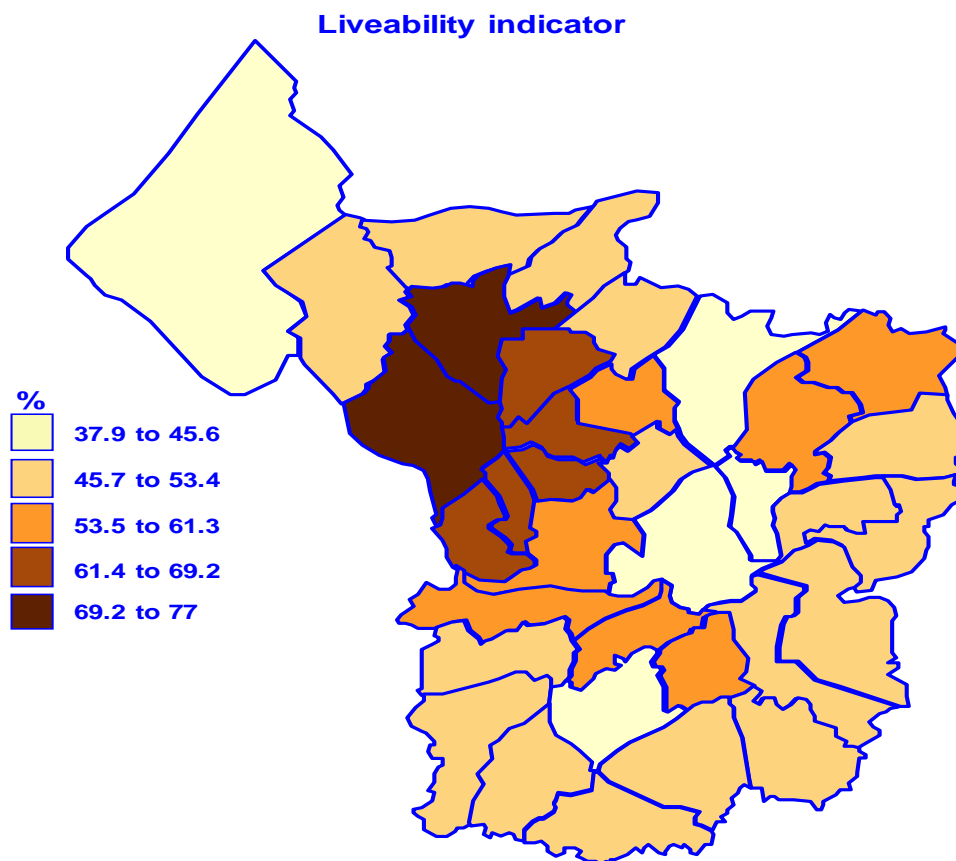 Liveability indicator
%
37.9 to 45.6
45.7 to 53.4
53.5 to 61.3
61.4 to 69.2
69.2 to 77